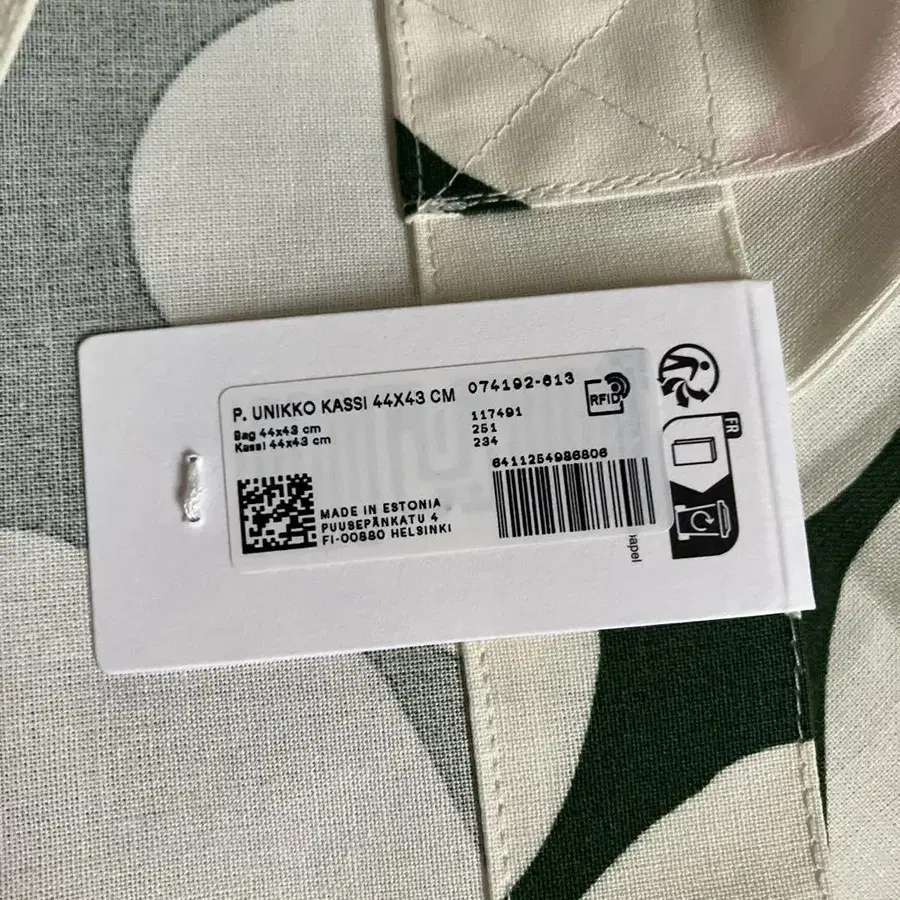 P. UNIKKO KASSI 44X43 CM
074192-613
Bag 44x43 cm
Kassi 44x43 cm
117491
251
234
RFID
6411254986806
MADE IN ESTONIA
PUUSEPÄNKATU 4
FI-00880 HELSINKI
FR